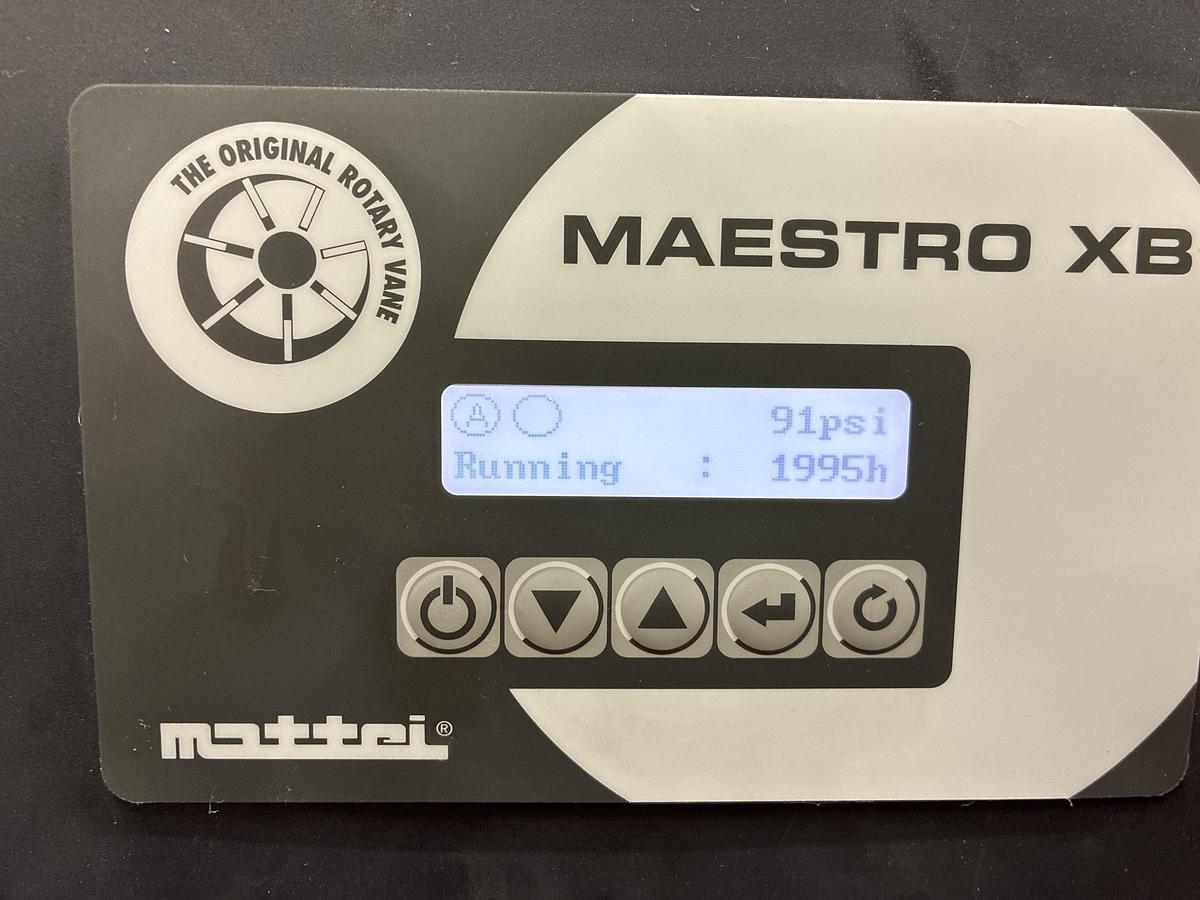 THE ORIGINAL ROTARY VANE
MAESTRO XB
A 91psi
Running : 1995h
mattei®